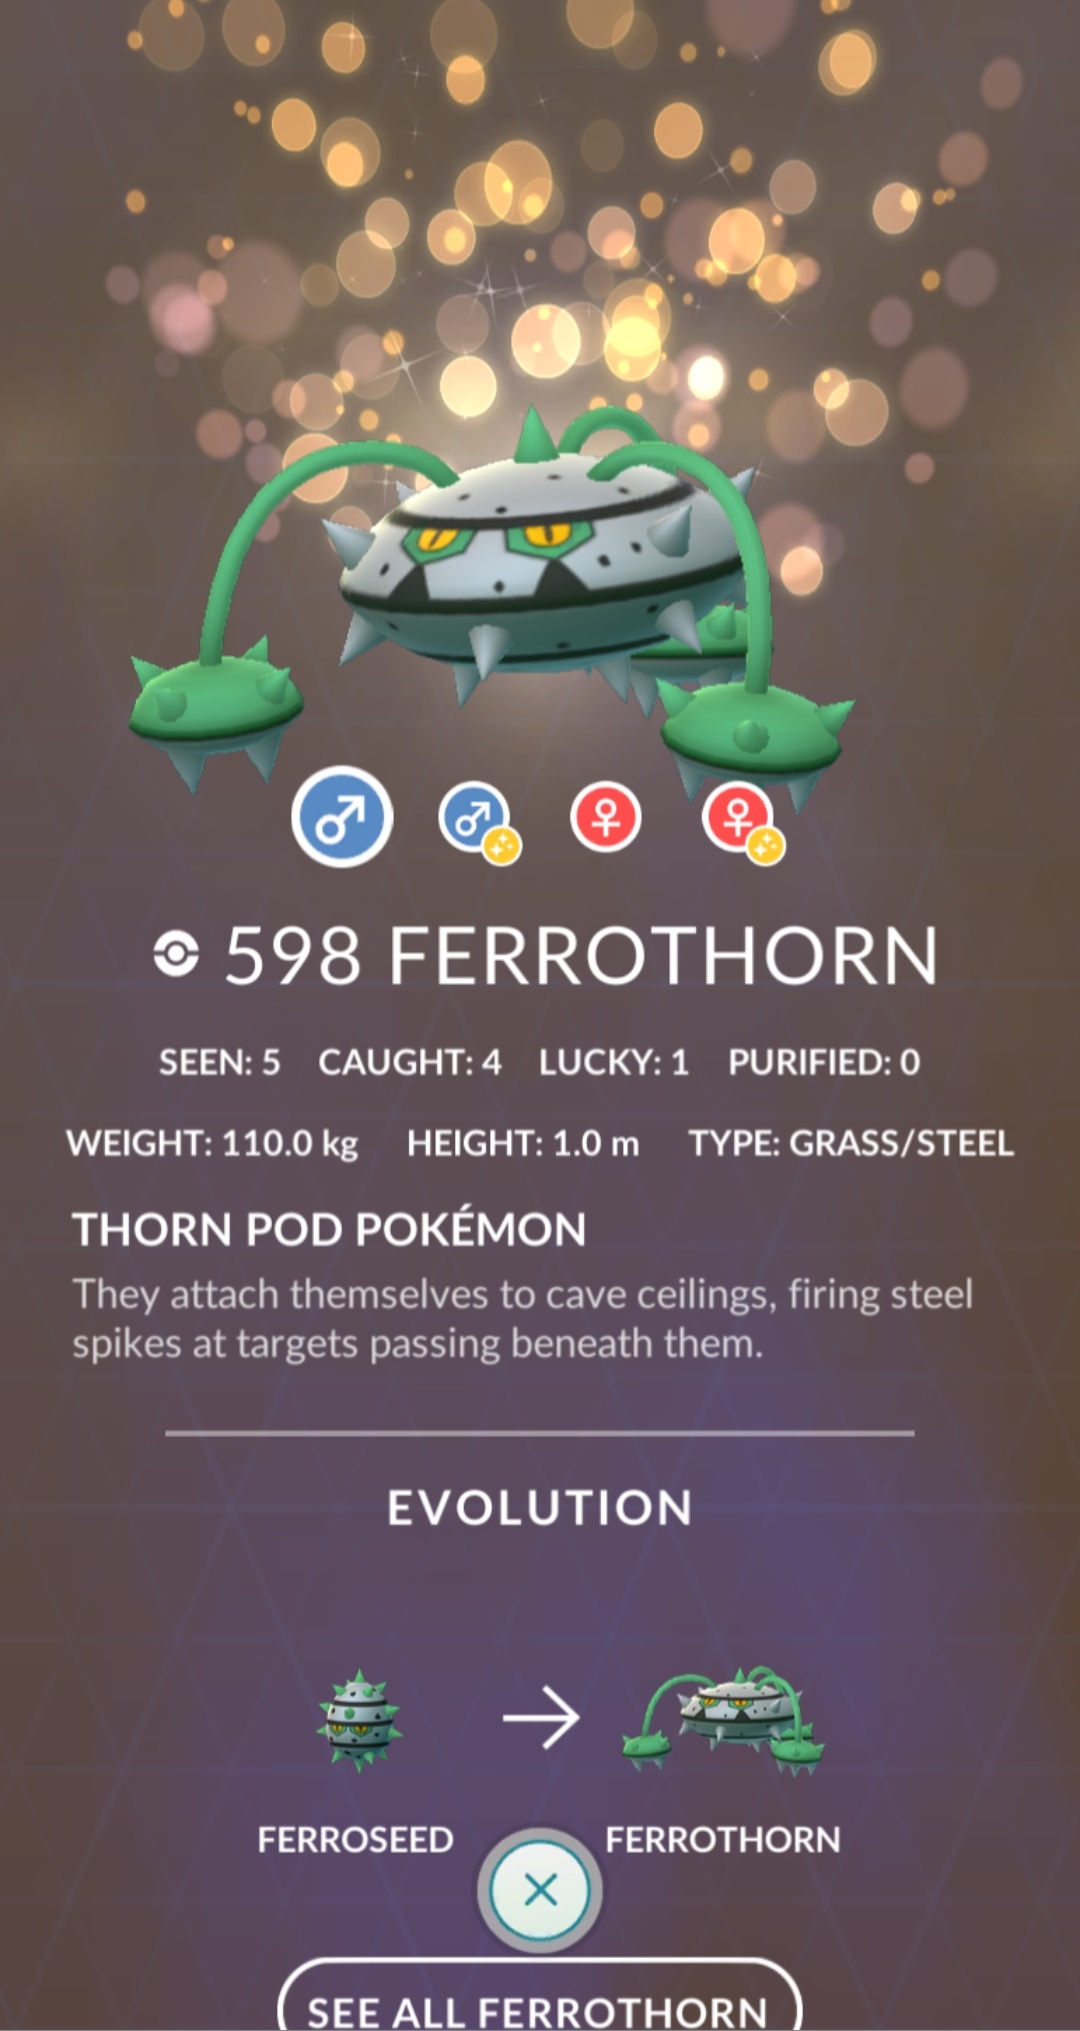 598 FERROTHORN
SEEN: 5 CAUGHT: 4 LUCKY: 1 PURIFIED: 0
WEIGHT: 110.0 kg HEIGHT: 1.0 m TYPE: GRASS/STEEL
THORN POD POKÉMON
They attach themselves to cave ceilings, firing steel
spikes at targets passing beneath them.
EVOLUTION
FERROSEED FERROTHORN
SEE ALL FERROTHORN